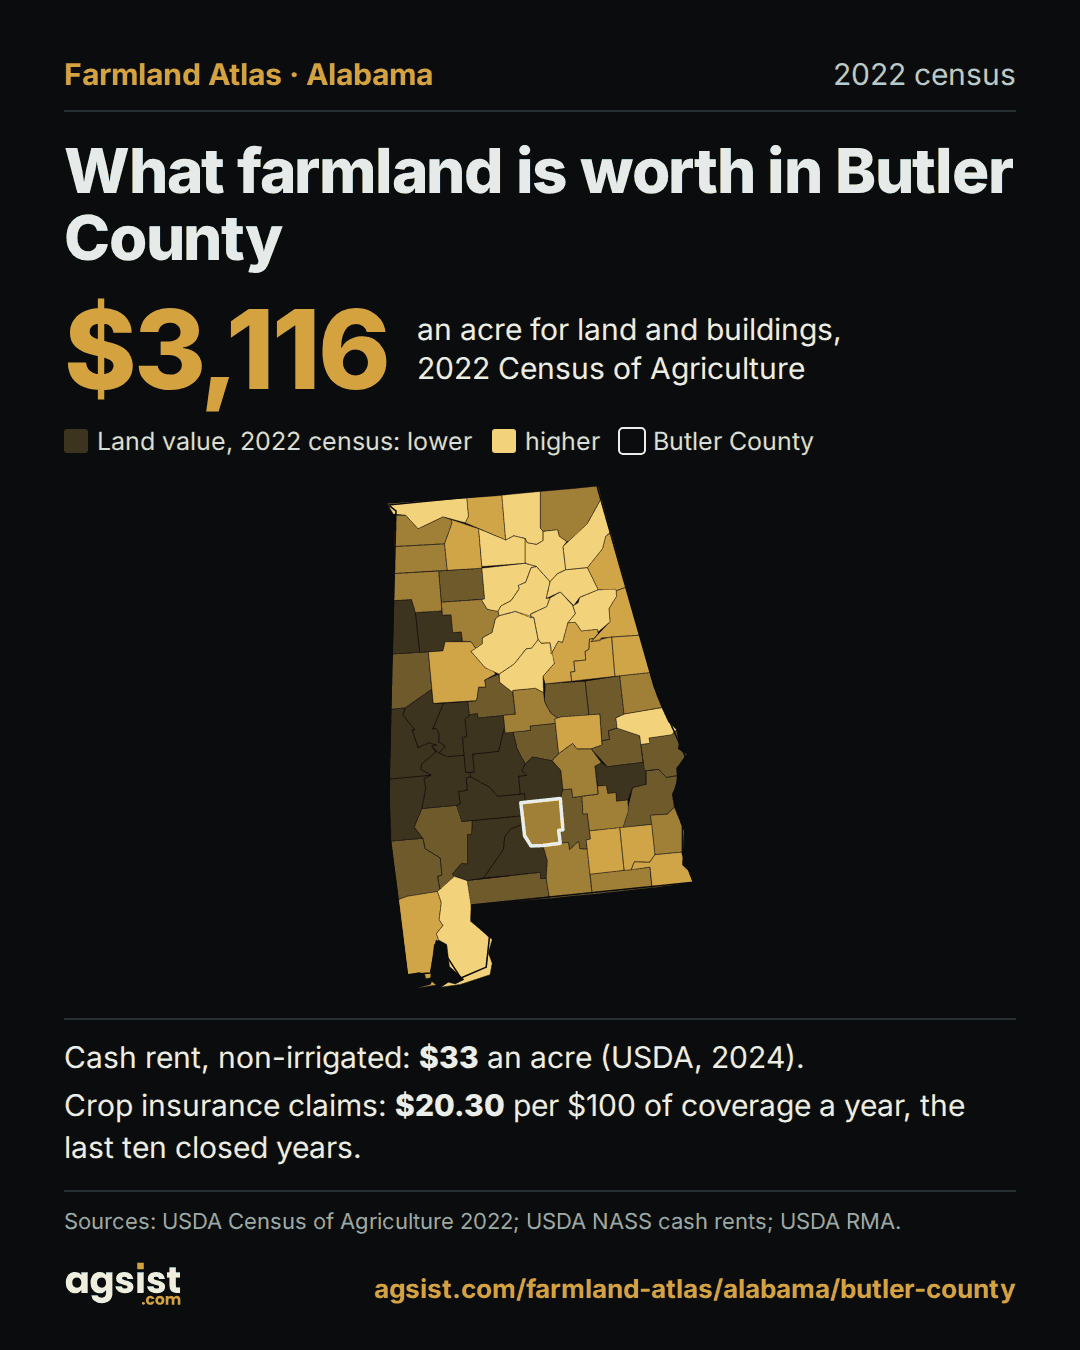 Farmland Atlas · Alabama
2022 census
What farmland is worth in Butler
County
$3,116
an acre for land and buildings,
2022 Census of Agriculture
Land value, 2022 census: lower
higher
Butler County
Cash rent, non-irrigated: $33 an acre (USDA, 2024).
Crop insurance claims: $20.30 per $100 of coverage a year, the
last ten closed years.
Sources: USDA Census of Agriculture 2022; USDA NASS cash rents; USDA RMA.
agsist
.com
agsist.com/farmland-atlas/alabama/butler-county